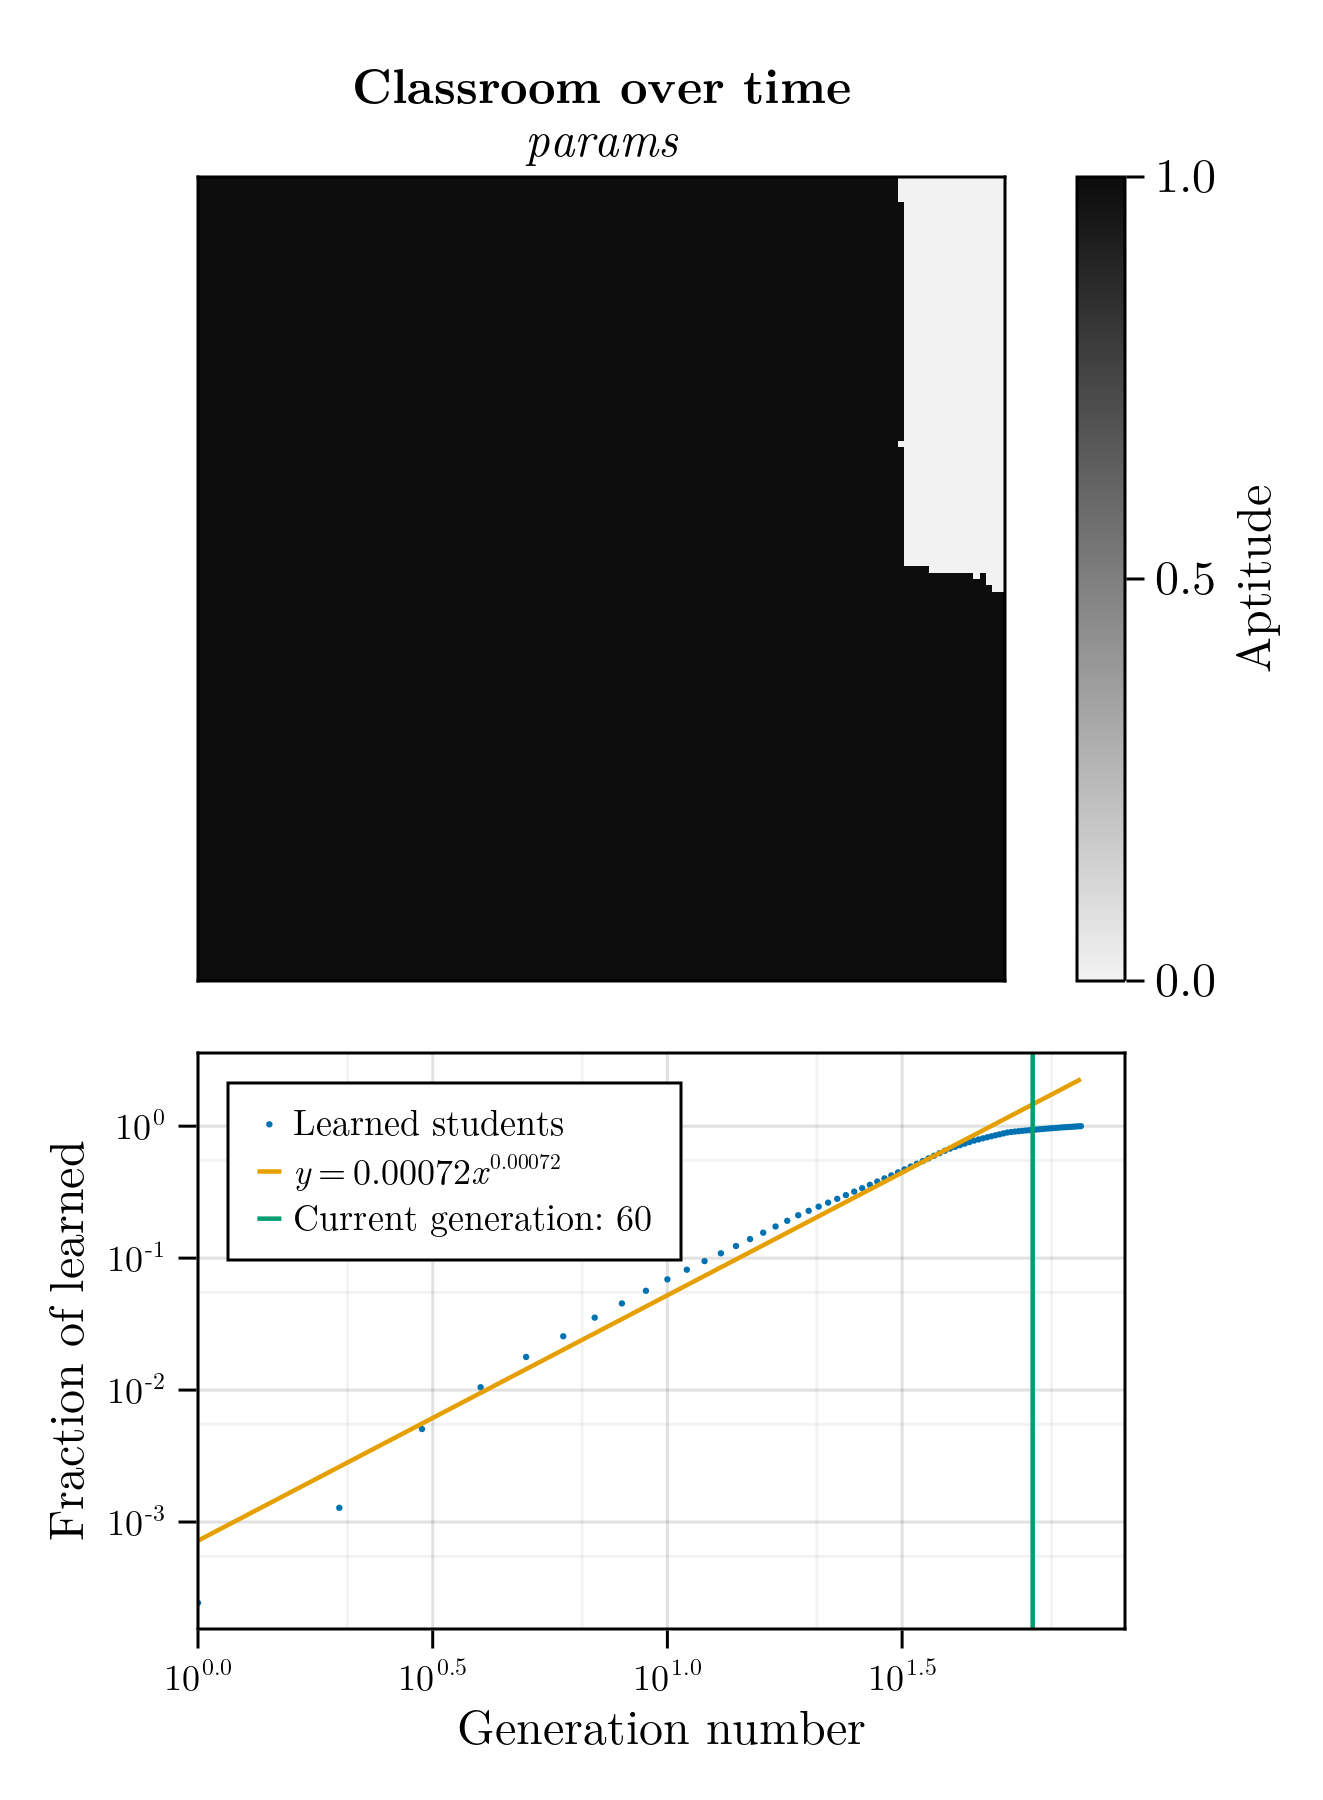 Classroom over time
params
1.0
0.5
0.0
Aptitude
Learned students
y = 0.00072x^0.00072
Current generation: 60
10^0
10^-1
10^-2
10^-3
Fraction of learned
10^0.0 10^0.5 10^1.0 10^1.5
Generation number